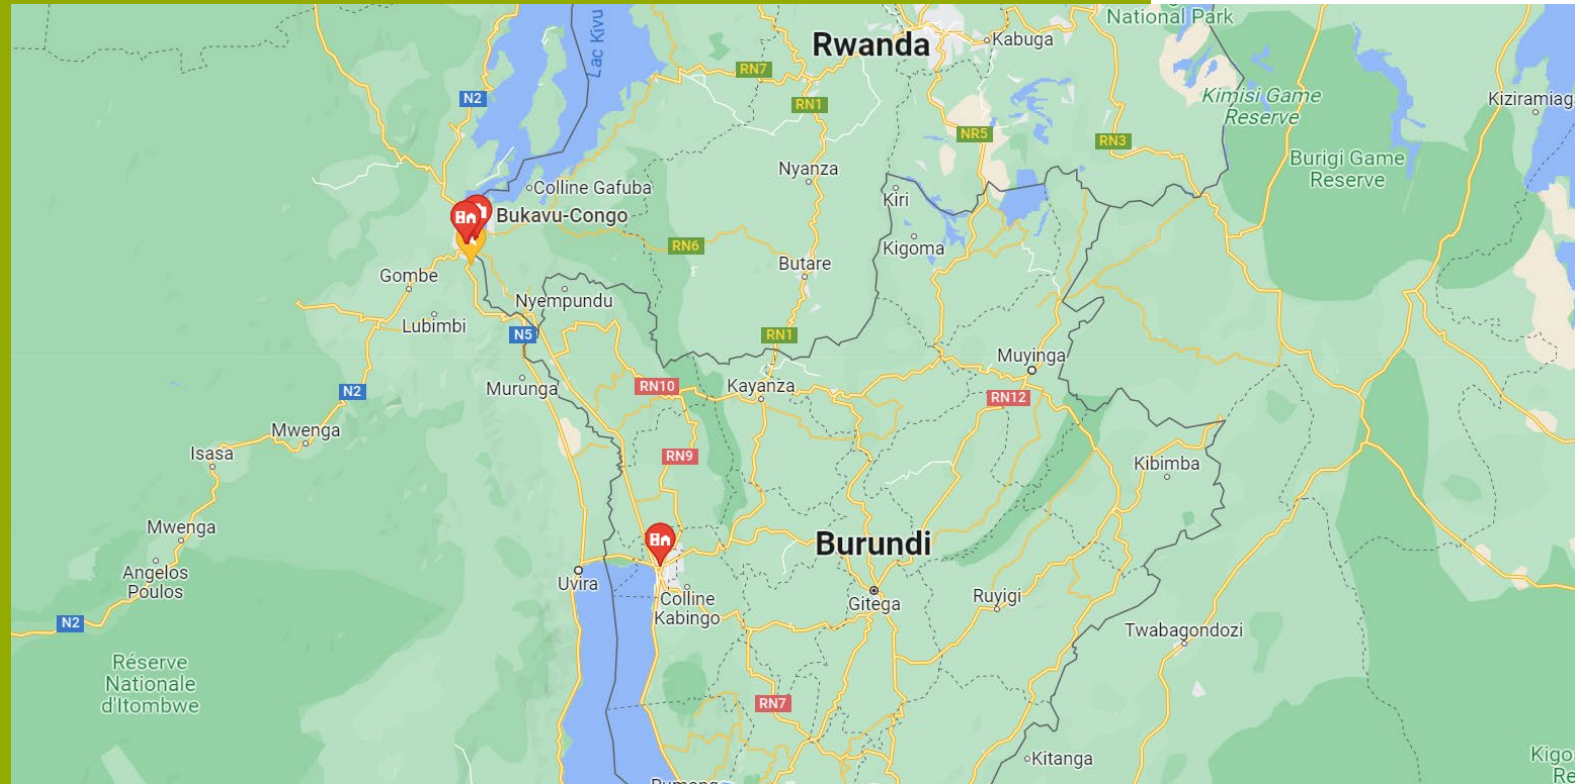 National Park
Rwanda
Kabuga
Lac Kivu
RN7
N2
RN1
Kimisi Game
Reserve
Kiziramiag
NR5
RN3
Burigi Game
Reserve
Nyanza
Colline Gafuba
Kiri
Bukavu-Congo
RN6
Kigoma
Butare
Gombe
Nyempundu
Lubimbi
N5
RN1
Muyinga
Murunga
RN10
Kayanza
N2
RN12
Mwenga
Isasa
RN9
Kibimba
Mwenga
Burundi
Angelos
Poulos
Uvira
Colline
Kabingo
Gitega
Ruyigi
N2
Twabagondozi
Réserve
Nationale
d'Itombwe
RN7
Kitanga
Kigo